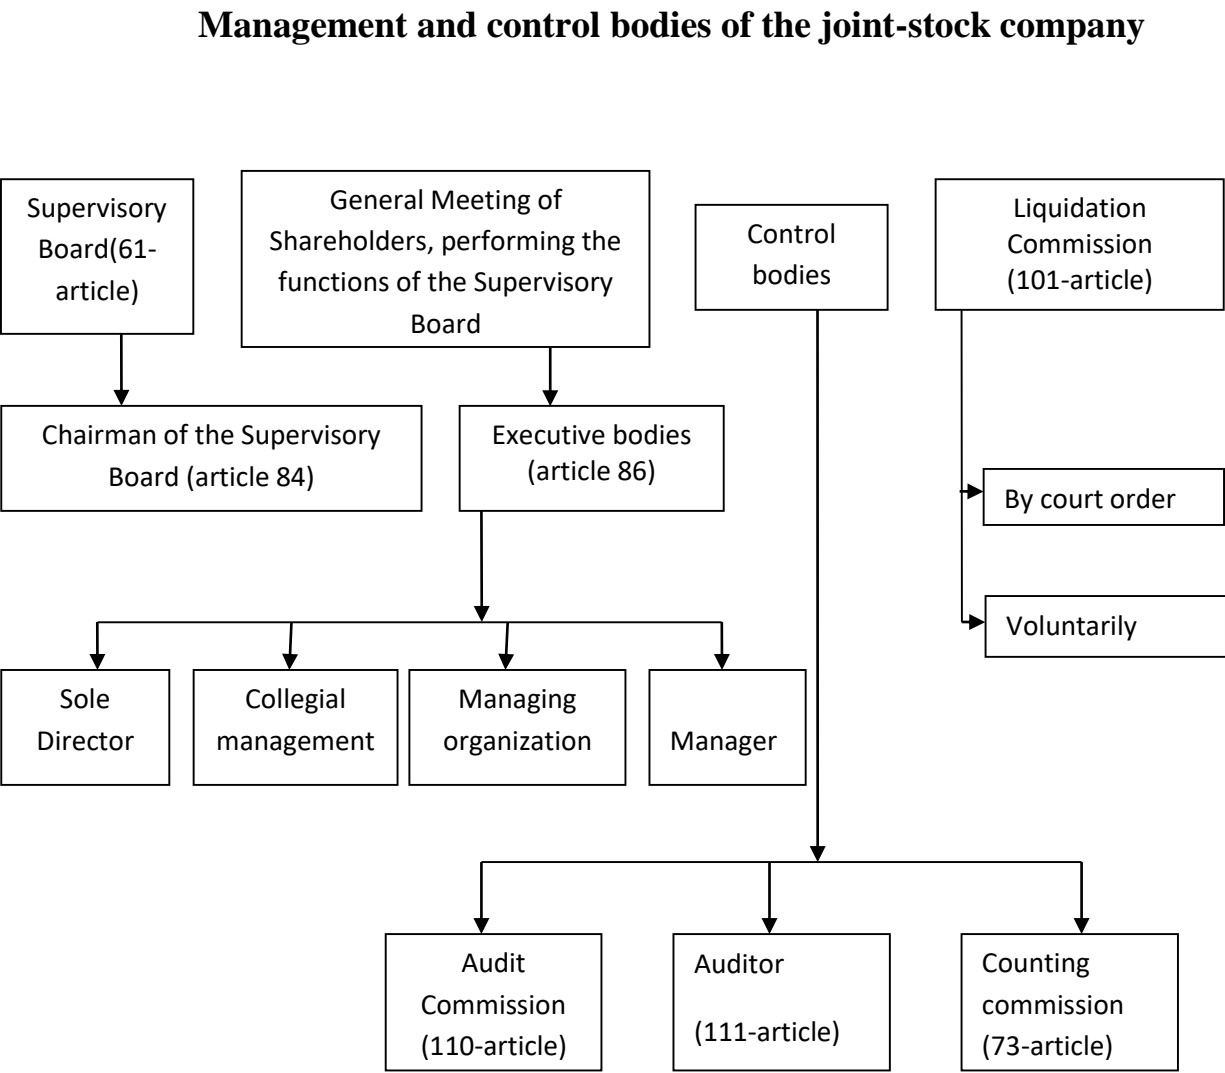 Management and control bodies of the joint-stock company
Supervisory
Board(61-
article)
General Meeting of
Shareholders, performing the
functions of the Supervisory
Board
Control
bodies
Liquidation
Commission
(101-article)
Chairman of the Supervisory
Board (article 84)
Executive bodies
(article 86)
By court order
Voluntarily
Sole
Director
Collegial
management
Managing
organization
Manager
Audit
Commission
(110-article)
Auditor
(111-article)
Counting
commission
(73-article)